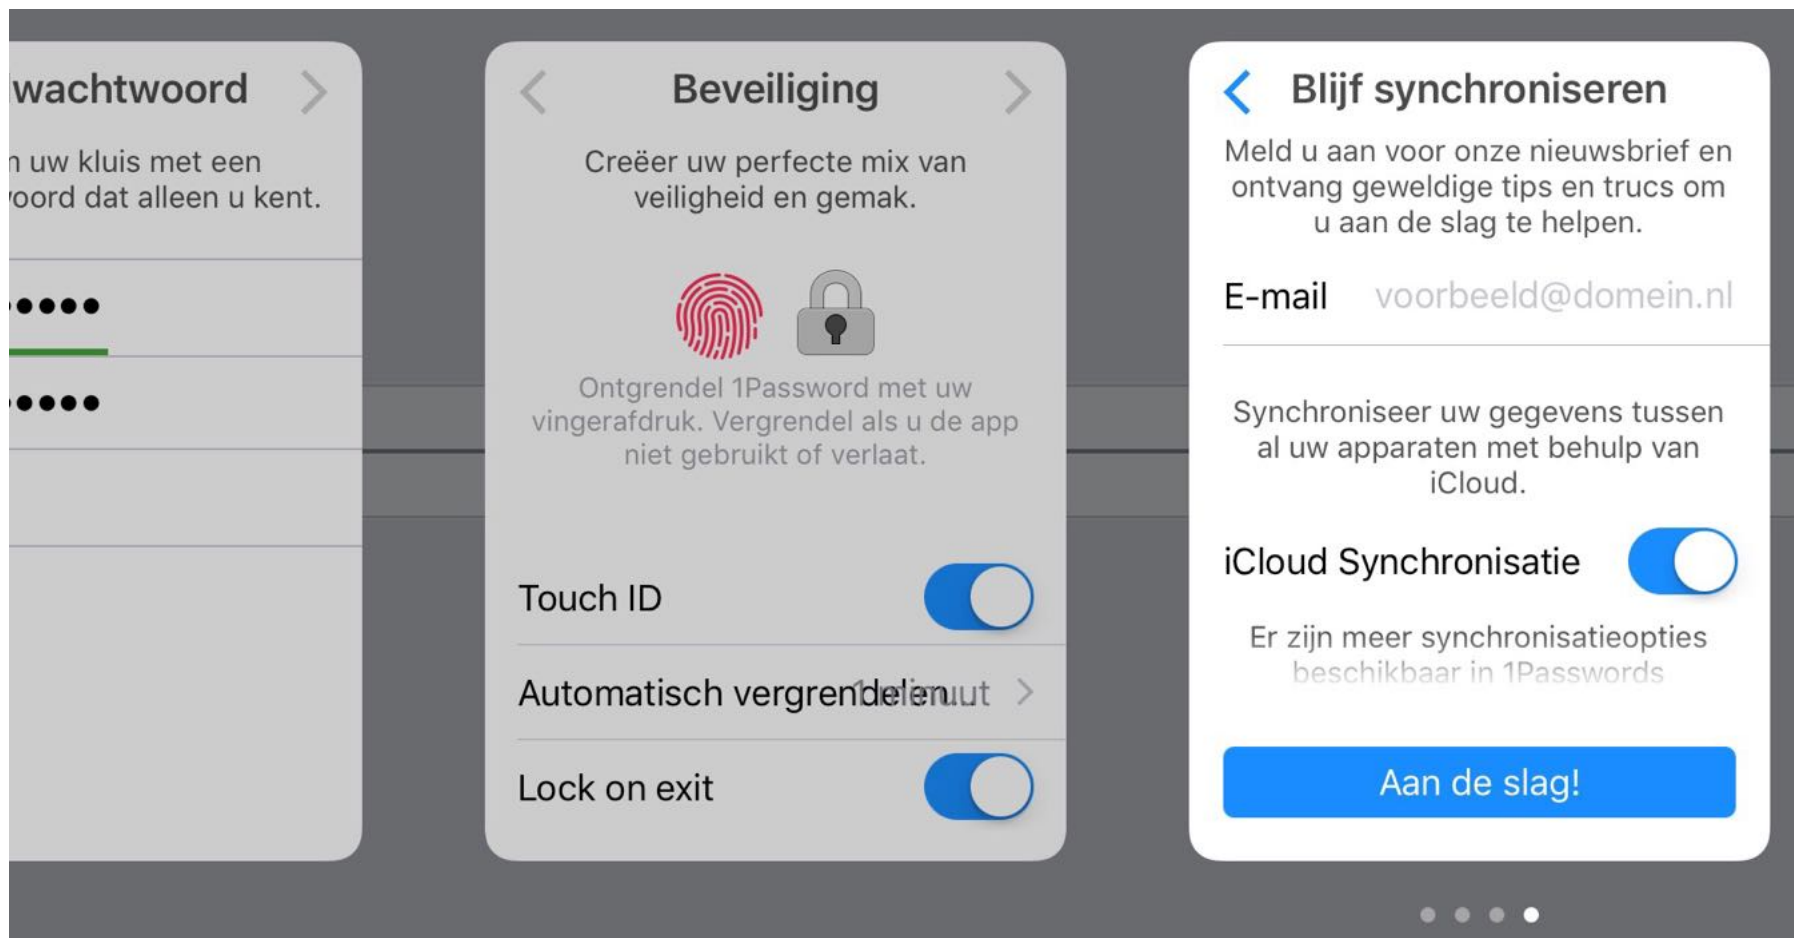 wachtwoord
uw kluis met een
dat alleen u kent.
Beveiliging
Creëer uw perfecte mix van
veiligheid en gemak.
Ontgrendel 1Password met uw
vingerafdruk. Vergrendel als u de app
niet gebruikt of verlaat.
Touch ID
Automatisch vergrendelen 1 minuut
Lock on exit
Blijf synchroniseren
Meld u aan voor onze nieuwsbrief en
ontvang geweldige tips en trucs om
u aan de slag te helpen.
E-mail voorbeeld@domein.nl
Synchroniseer uw gegevens tussen
al uw apparaten met behulp van
iCloud.
iCloud Synchronisatie
Er zijn meer synchronisatieopties
beschikbaar in 1Passwords
Aan de slag!